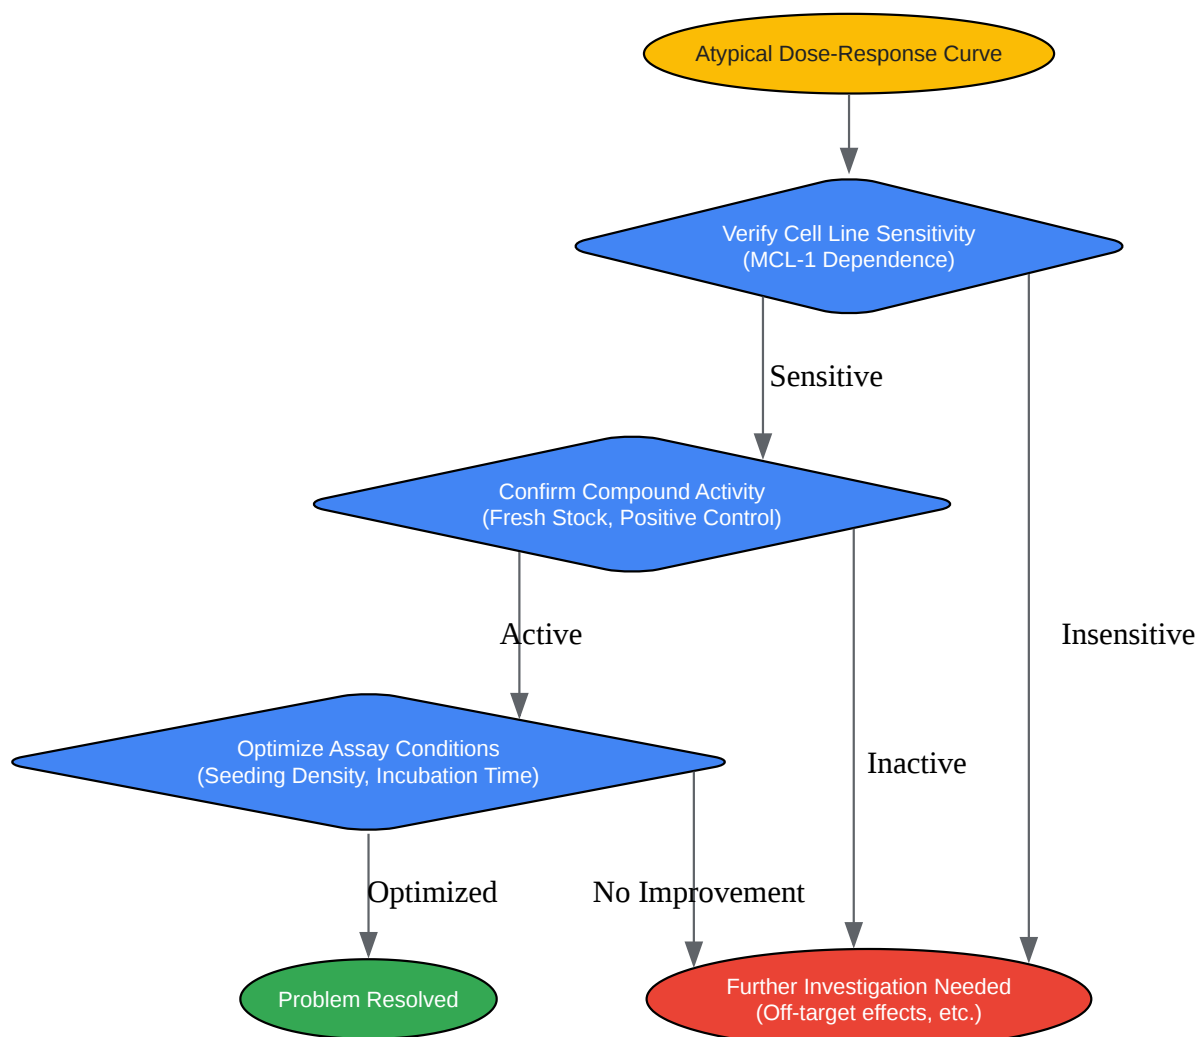 Atypical Dose-Response Curve
Verify Cell Line Sensitivity
(MCL-1 Dependence)
Sensitive
Confirm Compound Activity
(Fresh Stock, Positive Control)
Active
Insensitive
Optimize Assay Conditions
(Seeding Density, Incubation Time)
Inactive
Optimized
No Improvement
Problem Resolved
Further Investigation Needed
(Off-target effects, etc.)